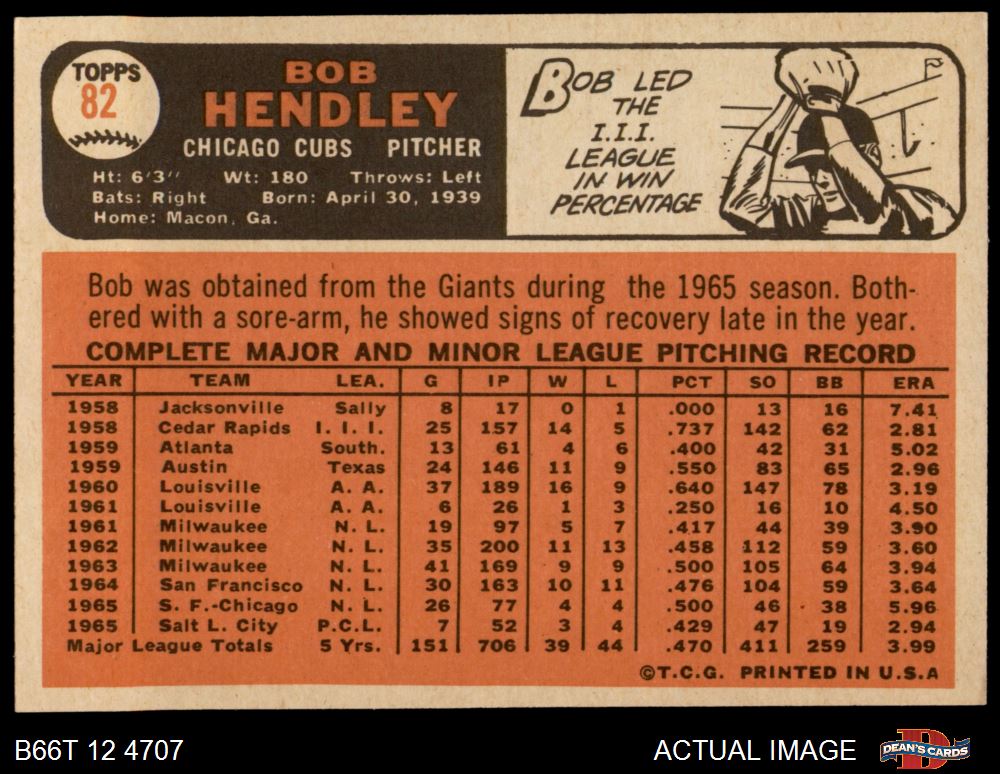 TOPPS
82
BOB
HENDLEY
CHICAGO CUBS PITCHER
Ht: 6'3" Wt: 180 Throws: Left
Bats: Right Born: April 30, 1939
Home: Macon, Ga.
BOB LED
THE
I.I.I.
LEAGUE
IN WIN
PERCENTAGE
Bob was obtained from the Giants during the 1965 season. Both-
ered with a sore-arm, he showed signs of recovery late in the year.
COMPLETE MAJOR AND MINOR LEAGUE PITCHING RECORD
YEAR TEAM LEA. G IP W L PCT SO BB ERA
1958 Jacksonville Sally 8 17 0 1 .000 13 16 7.41
1958 Cedar Rapids I. I. I. 25 157 14 5 .737 142 62 2.81
1959 Atlanta South. 13 61 4 6 .400 42 31 5.02
1959 Austin Texas 24 146 11 9 .550 83 65 2.96
1960 Louisville A. A. 37 189 16 9 .640 147 78 3.19
1961 Louisville A. A. 6 26 1 3 .250 16 10 4.50
1961 Milwaukee N. L. 19 97 5 7 .417 44 39 3.90
1962 Milwaukee N. L. 35 200 11 13 .458 112 59 3.60
1963 Milwaukee N. L. 41 169 9 9 .500 105 64 3.94
1964 San Francisco N. L. 30 163 10 11 .476 104 59 3.64
1965 S. F.-Chicago N. L. 26 77 4 4 .500 46 38 5.96
1965 Salt L. City P.C.L. 7 52 3 4 .429 47 19 2.94
Major League Totals 5 Yrs. 151 706 39 44 .470 411 259 3.99
©T.C.G. PRINTED IN U.S.A
B66T 12 4707
ACTUAL IMAGE
DEAN'S CARDS